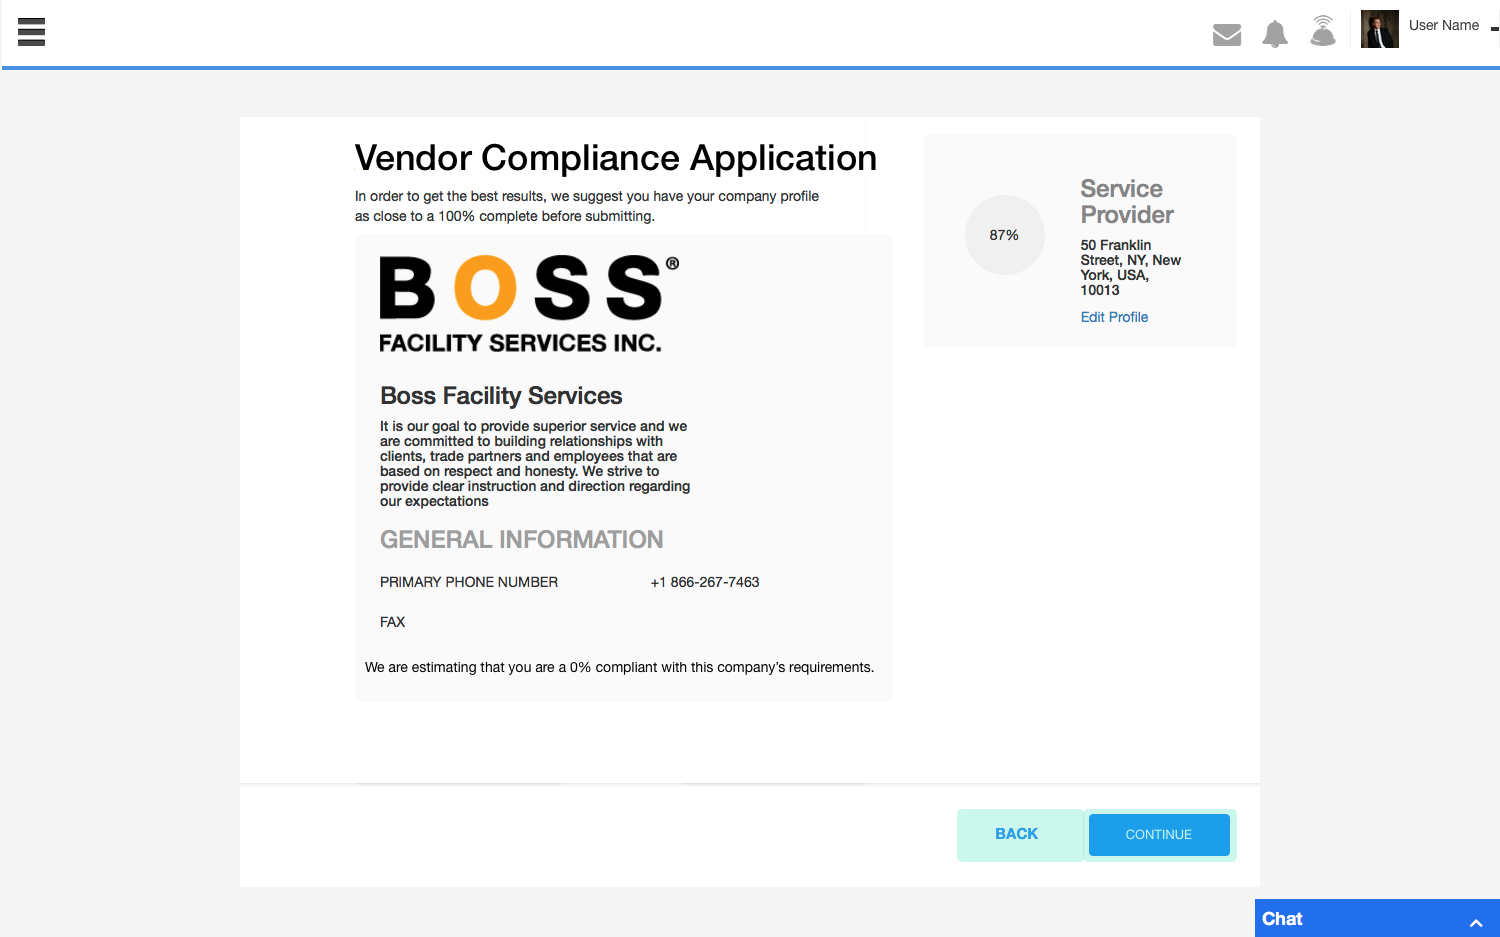 User Name
Vendor Compliance Application
In order to get the best results, we suggest you have your company profile
as close to a 100% complete before submitting.
BOSS®
FACILITY SERVICES INC.
Boss Facility Services
It is our goal to provide superior service and we
are committed to building relationships with
clients, trade partners and employees that are
based on respect and honesty. We strive to
provide clear instruction and direction regarding
our expectations
GENERAL INFORMATION
PRIMARY PHONE NUMBER +1 866-267-7463
FAX
We are estimating that you are a 0% compliant with this company’s requirements.
87%
Service
Provider
50 Franklin
Street, NY, New
York, USA,
10013
Edit Profile
BACK
CONTINUE
Chat